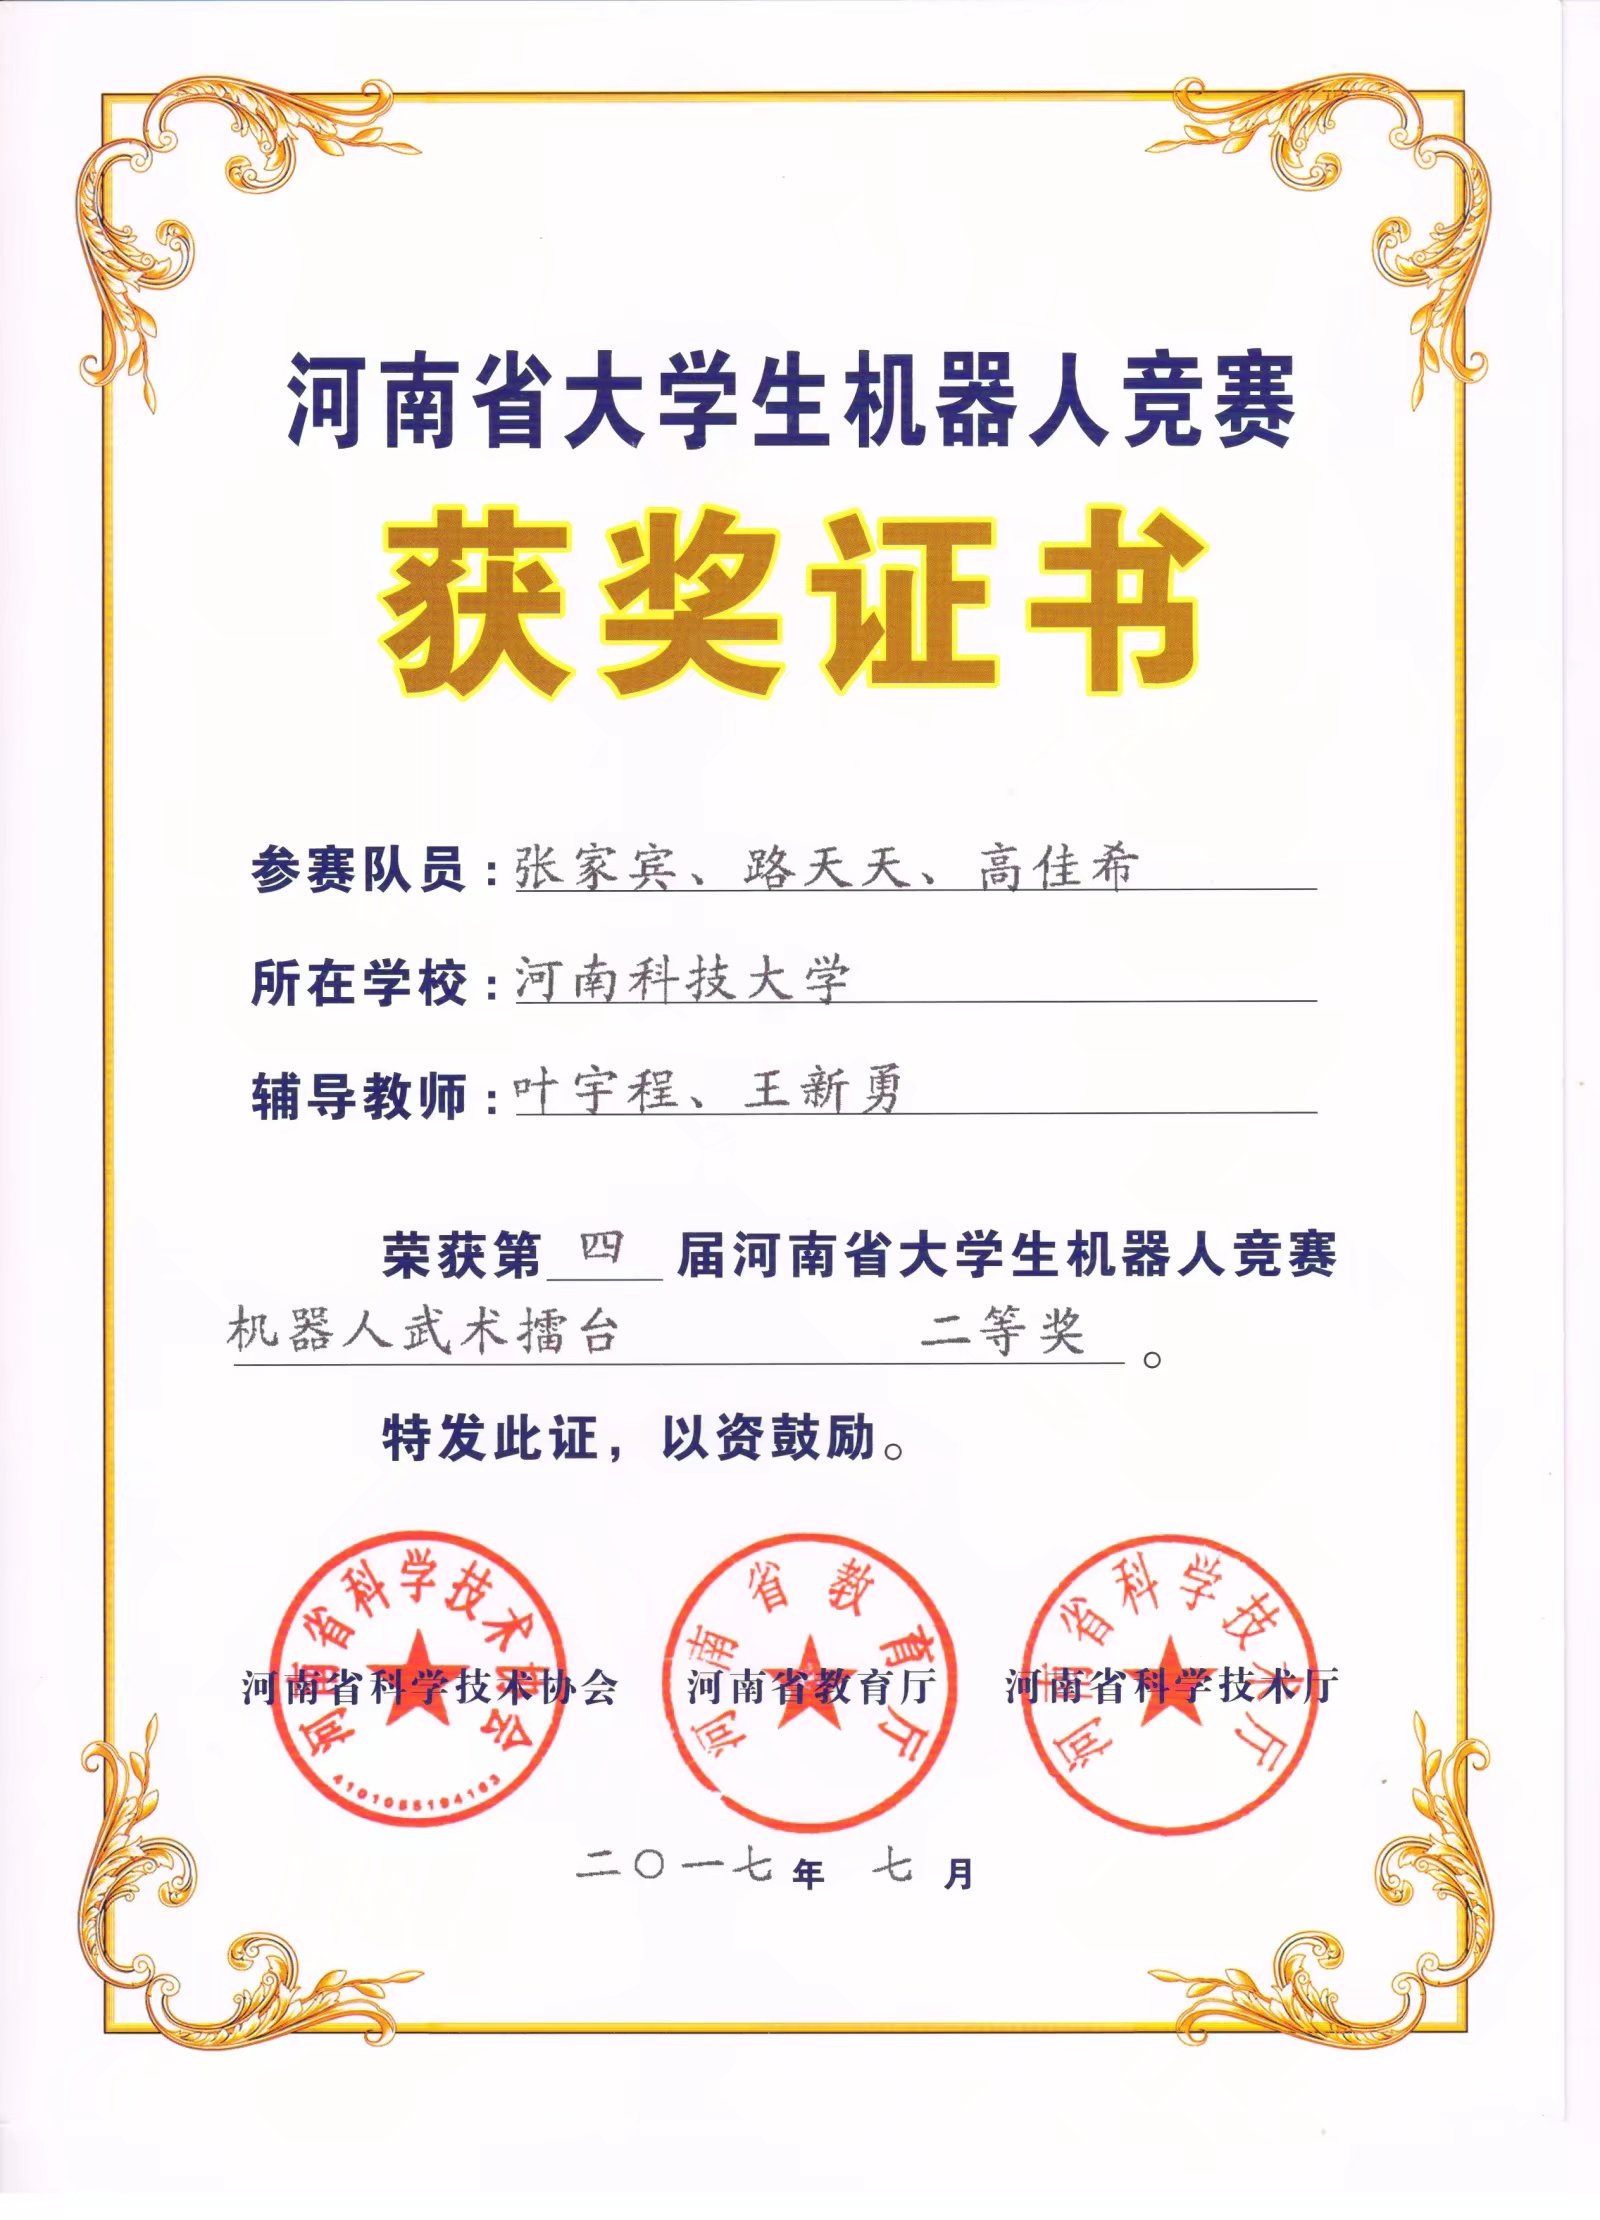 河南省大学生机器人竞赛
获奖证书
参赛队员：张家宾、路天天、高佳希
所在学校：河南科技大学
辅导教师：叶宇程、王新勇
荣获第 四 届河南省大学生机器人竞赛
机器人武术擂台 二等奖 。
特发此证，以资鼓励。
河南省科学技术协会
河南省教育厅
河南省科学技术厅
河南省科学技术协会 河南省教育厅 河南省科学技术厅
二〇一七 年 七 月